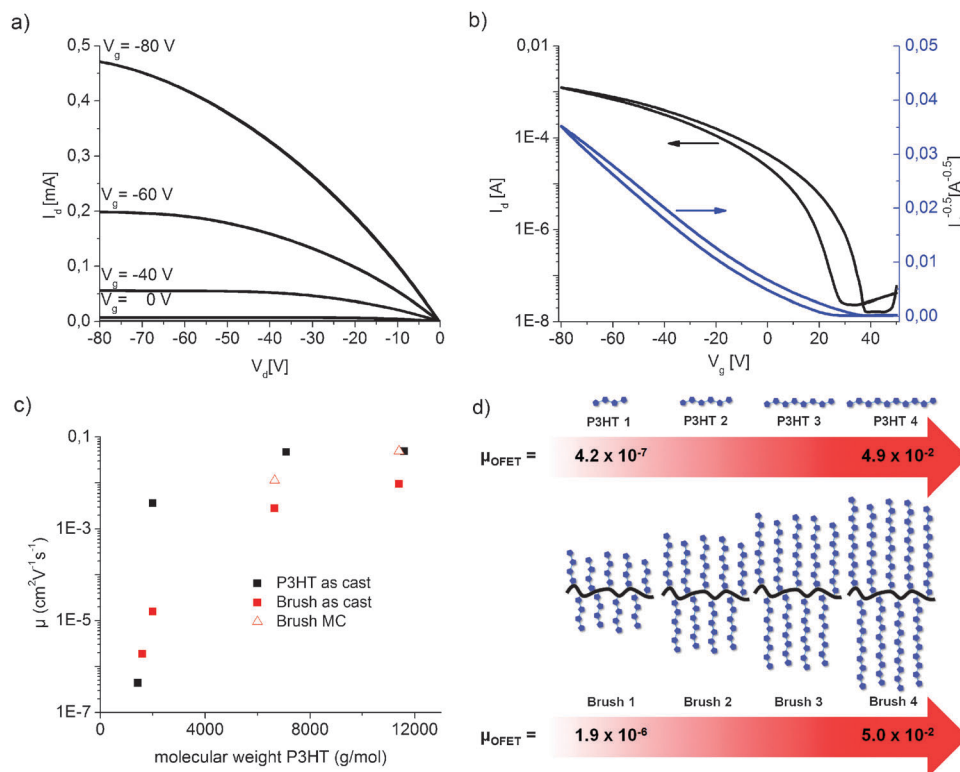 a)
V_g = -80 V
V_g = -60 V
V_g = -40 V
V_g = 0 V
0,5
0,4
0,3
0,2
0,1
0,0
I_d [mA]
-80 -70 -60 -50 -40 -30 -20 -10 0
V_d[V]
b)
0,01
1E-4
1E-6
1E-8
I_d [A]
0,05
0,04
0,03
0,02
0,01
0,00
^-0.5[A^-0.5]
-80 -60 -40 -20 0 20 40
V_g [V]
c)
0,1
1E-3
1E-5
1E-7
μ (cm²V⁻¹s⁻¹)
P3HT as cast
Brush as cast
Brush MC
0 4000 8000 12000
molecular weight P3HT (g/mol)
d)
P3HT 1 P3HT 2 P3HT 3 P3HT 4
μ_OFET = 4.2 x 10⁻⁷ 4.9 x 10⁻²
Brush 1 Brush 2 Brush 3 Brush 4
μ_OFET = 1.9 x 10⁻⁶ 5.0 x 10⁻²